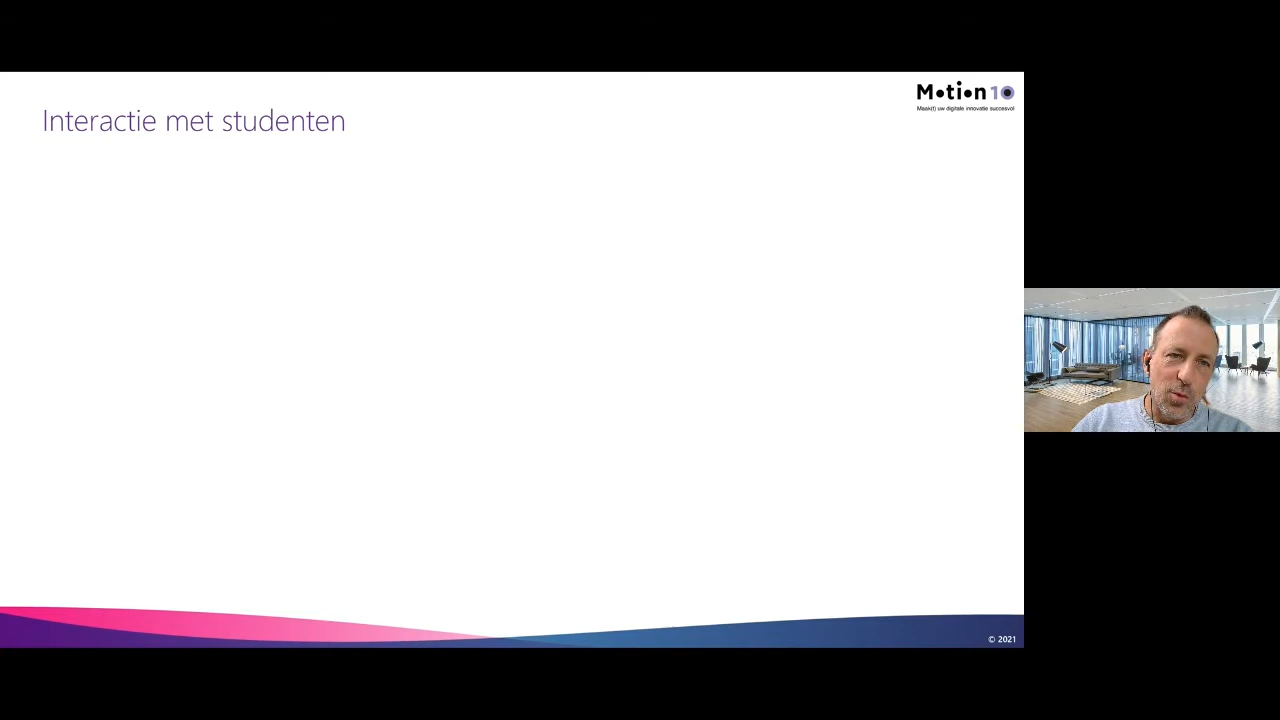 Interactie met studenten
Motion10
Maak(t) uw digitale innovatie succesvol
© 2021